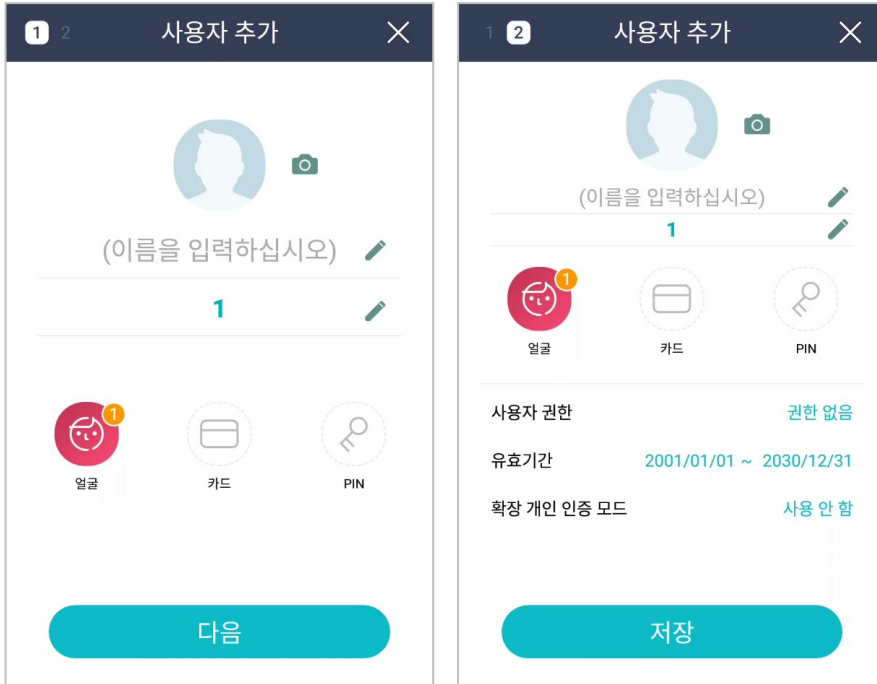 1 2 사용자 추가
(이름을 입력하십시오)
1
1
얼굴 카드 PIN
다음
1 2 사용자 추가
(이름을 입력하십시오)
1
1
얼굴 카드 PIN
사용자 권한 권한 없음
유효기간 2001/01/01 ~ 2030/12/31
확장 개인 인증 모드 사용 안 함
저장